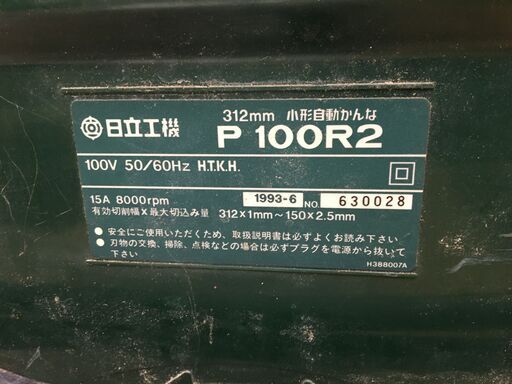 312mm 小形自動かんな
日立工機 P 100R2
100V 50/60Hz H.T.K.H.
15A 8000rpm 1993-6 NO. 630028
有効切削幅×最大切込み量 312×1mm~150×2.5mm
●安全にご使用いただくため、取扱説明書は必ずよくお読み下さい
●刃物の交換、掃除、点検などの場合は必ずプラグを電源から抜いて
下さい
H388007A